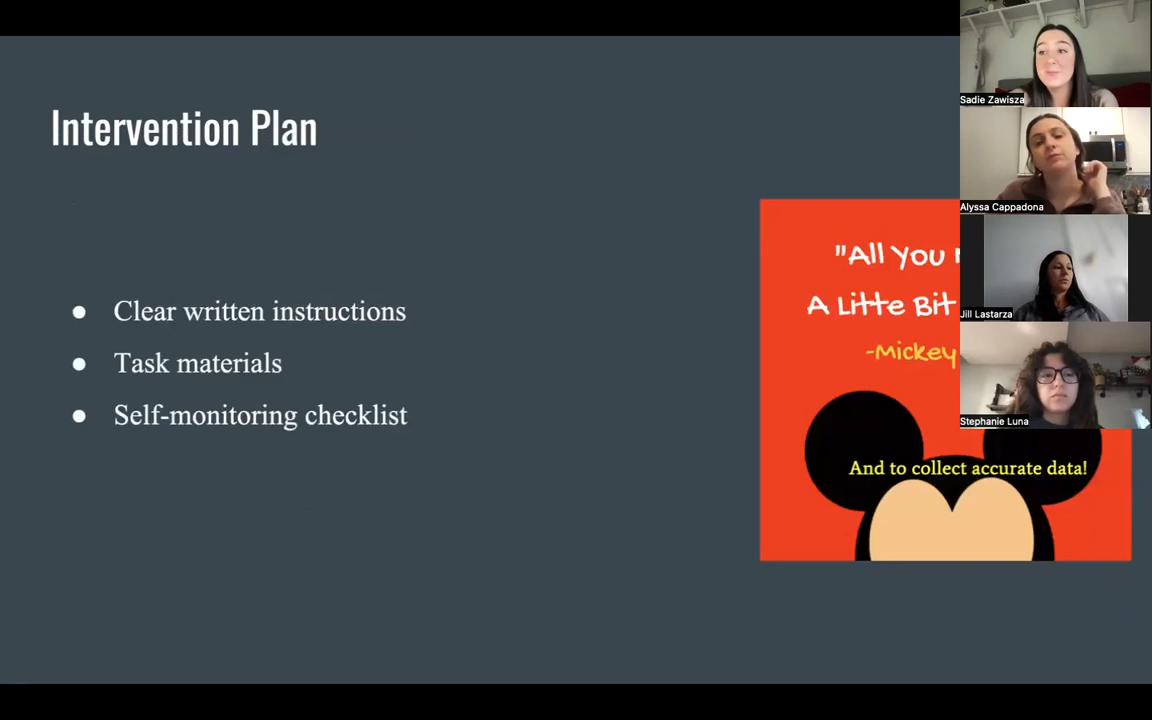 Intervention Plan
● Clear written instructions
● Task materials
● Self-monitoring checklist
"All You
A Litte Bit
-Mickey
And to collect accurate data!
Sadie Zawisza
Alyssa Cappadona
Jill Lastarza
Stephanie Luna